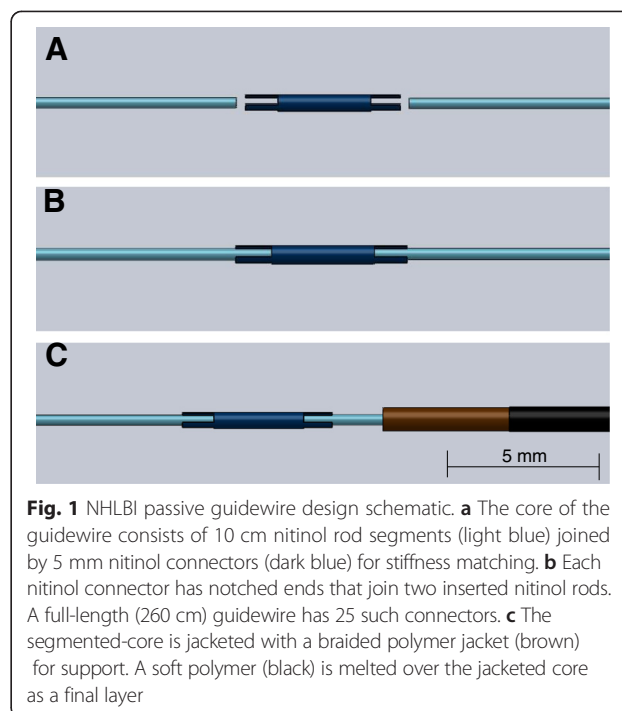 A
B
C
5 mm
Fig. 1 NHLBI passive guidewire design schematic. a The core of the
guidewire consists of 10 cm nitinol rod segments (light blue) joined
by 5 mm nitinol connectors (dark blue) for stiffness matching. b Each
nitinol connector has notched ends that join two inserted nitinol rods.
A full-length (260 cm) guidewire has 25 such connectors. c The
segmented-core is jacketed with a braided polymer jacket (brown)
for support. A soft polymer (black) is melted over the jacketed core
as a final layer